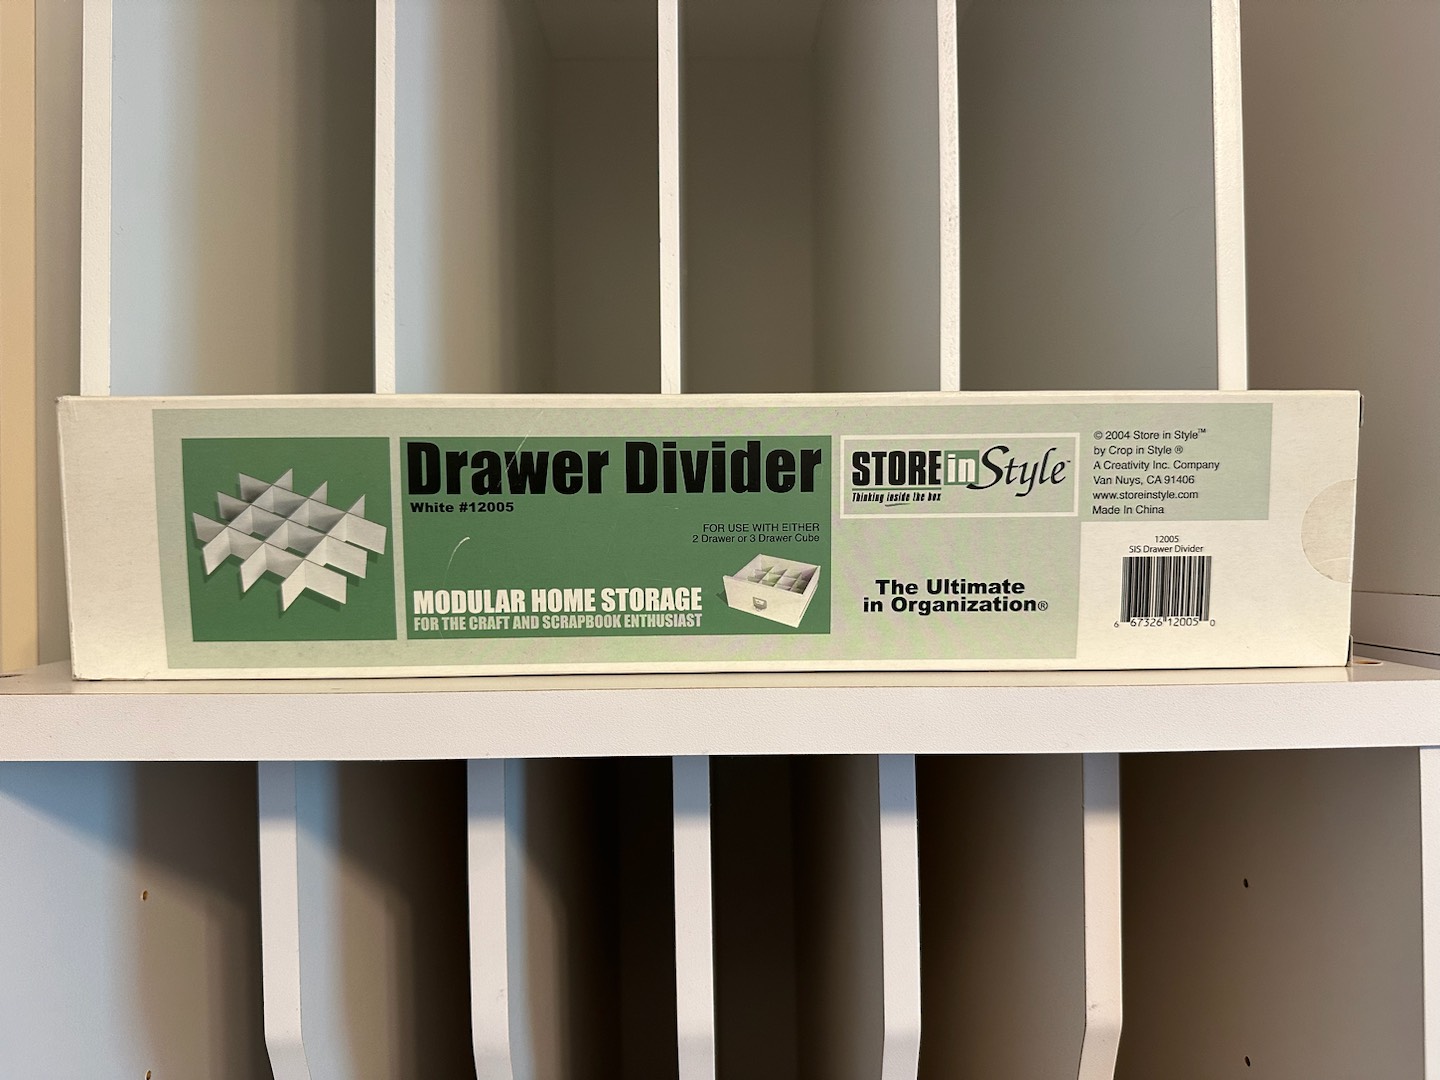 Drawer Divider
White #12005
FOR USE WITH EITHER
2 Drawer or 3 Drawer Cube
MODULAR HOME STORAGE
FOR THE CRAFT AND SCRAPBOOK ENTHUSIAST
STORE in Style™
Thinking inside the box
The Ultimate
in Organization®
© 2004 Store in Style™
by Crop in Style ®
A Creativity Inc. Company
Van Nuys, CA 91406
www.storeinstyle.com
Made In China
12005
SIS Drawer Divider
6 67326 12005 0